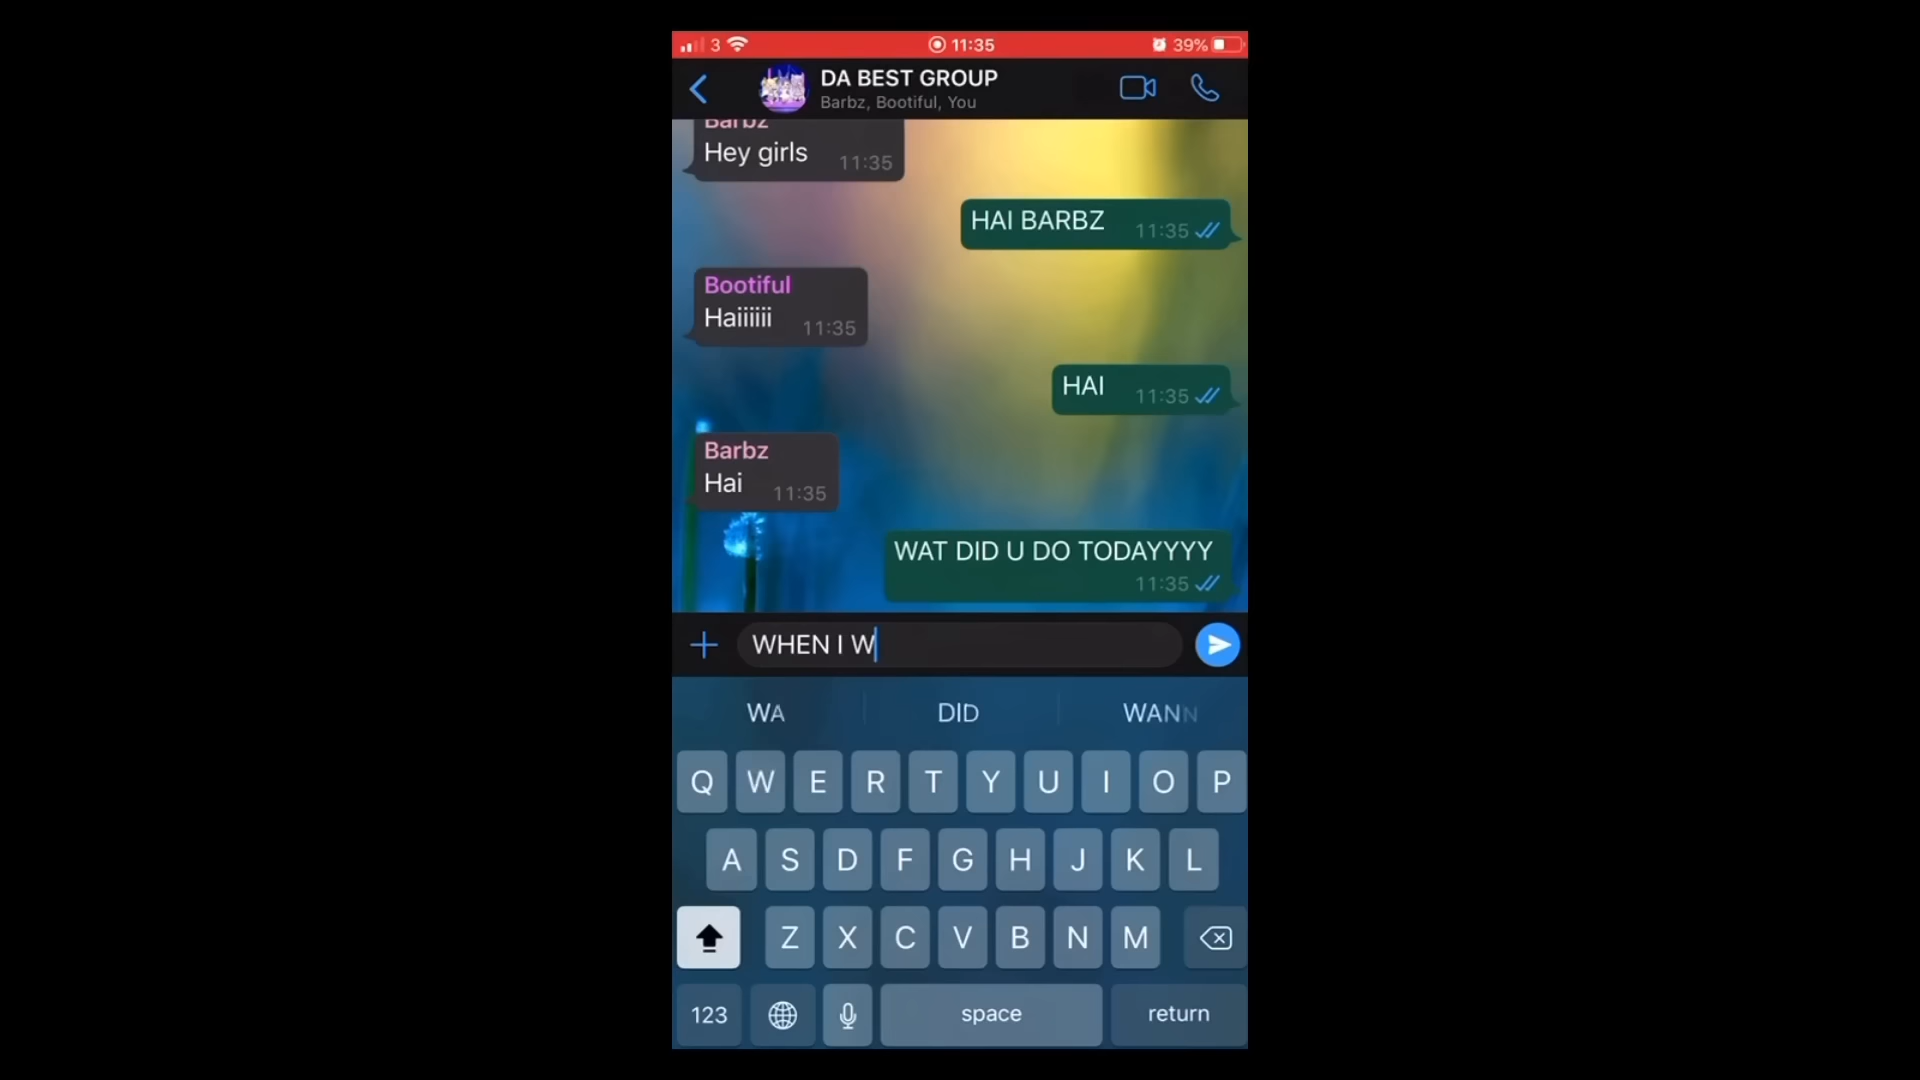 3 11:35 39%
DA BEST GROUP
Barbz, Bootiful, You
Barbz
Hey girls 11:35
HAI BARBZ 11:35
Bootiful
Haiiiiii 11:35
HAI 11:35
Barbz
Hai 11:35
WAT DID U DO TODAYYYY
11:35
WHEN I W
WA DID WANN
Q W E R T Y U I O P
A S D F G H J K L
Z X C V B N M
123 space return